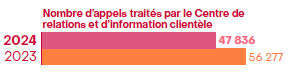 Nombre d'appels traités par le Centre de
relations et d'information clientèle
2024 47 836
2023 56 277